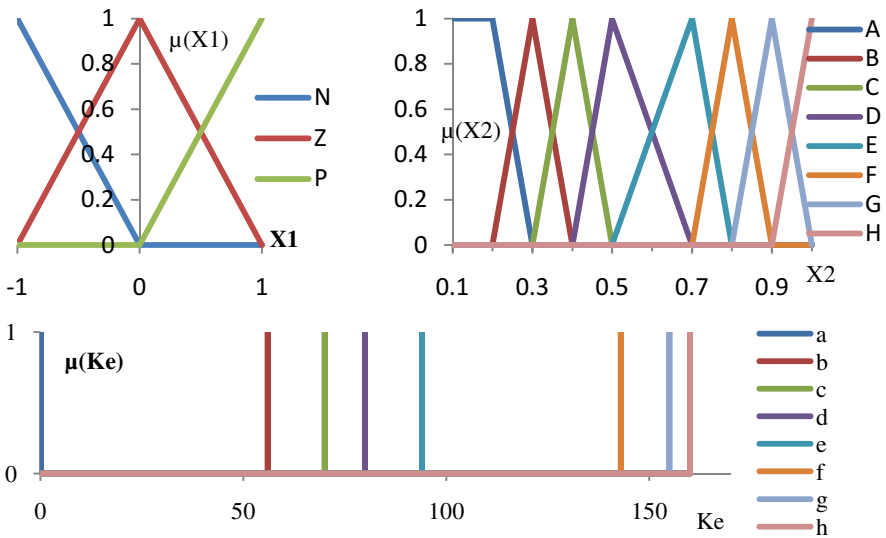 1
0.8
0.6
0.4
0.2
0
-1
0
1
μ(X1)
X1
N
Z
P
1
0.8
0.6
0.4
0.2
0
0.1
0.3
0.5
0.7
0.9
μ(X2)
X2
A
B
C
D
E
F
G
H
1
0
μ(Ke)
0
50
100
150
Ke
a
b
c
d
e
f
g
h